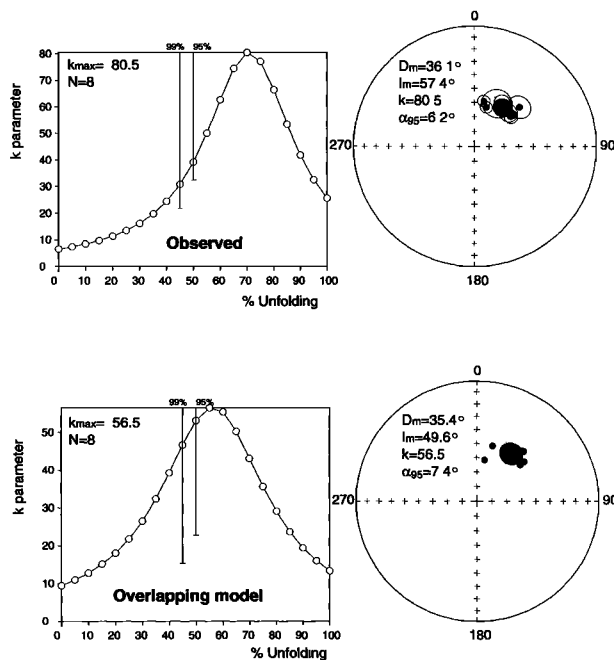 99% 95%
kmax= 80.5
N=8
80
70
60
50
40
30
20
10
0
k parameter
Observed
0 10 20 30 40 50 60 70 80 90 100
% Unfolding
0
Dm=36 1°
Im=57 4°
k=80 5
α95=6 2°
270
90
180
99% 95%
kmax= 56.5
N=8
50
40
30
20
10
0
k parameter
Overlapping model
0 10 20 30 40 50 60 70 80 90 100
% Unfolding
0
Dm=35.4°
Im=49.6°
k=56.5
α95=7 4°
270
90
180